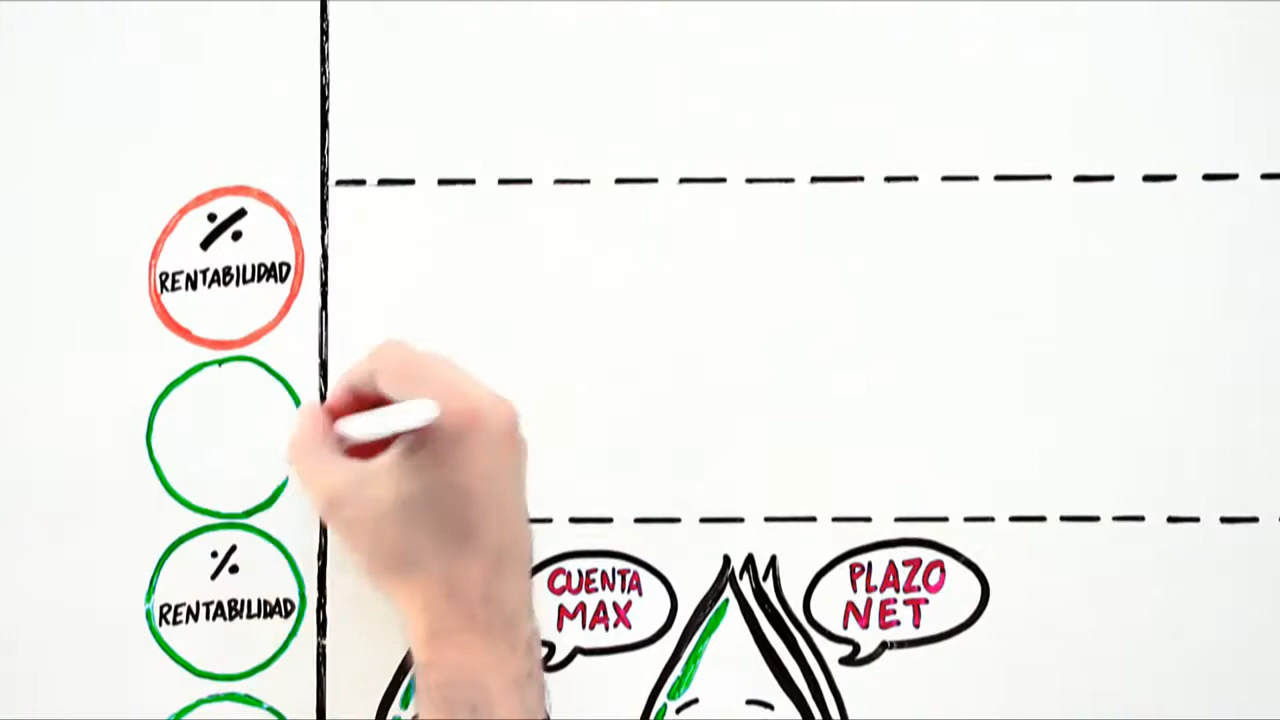 %
RENTABILIDAD
%
RENTABILIDAD
CUENTA
MAX
PLAZO
NET